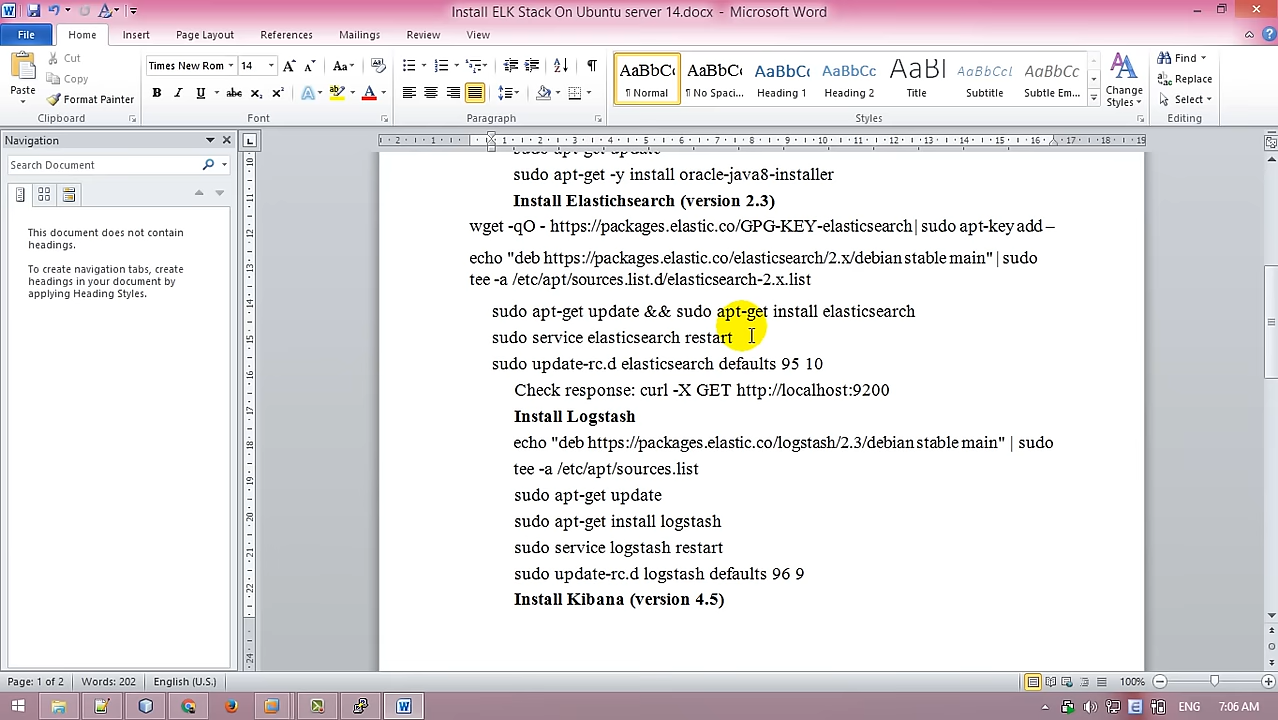 Install ELK Stack On Ubuntu server 14.docx - Microsoft Word
File Home Insert Page Layout References Mailings Review View
Paste
Cut
Copy
Format Painter
Clipboard
Times New Rom 14
Font
Paragraph
AaBbCc AaBbCc AaBbC AaBbCc AaBl AaBbCc AaBbCc
¶ Normal ¶ No Spaci... Heading 1 Heading 2 Title Subtitle Subtle Em...
Change Styles
Styles
Find
Replace
Select
Editing
Navigation
Search Document
This document does not contain headings.
To create navigation tabs, create headings in your document by applying Heading Styles.
sudo apt-get update
sudo apt-get -y install oracle-java8-installer
Install Elastichsearch (version 2.3)
wget -qO - https://packages.elastic.co/GPG-KEY-elasticsearch | sudo apt-key add –
echo "deb https://packages.elastic.co/elasticsearch/2.x/debian stable main" | sudo
tee -a /etc/apt/sources.list.d/elasticsearch-2.x.list
sudo apt-get update && sudo apt-get install elasticsearch
sudo service elasticsearch restart
sudo update-rc.d elasticsearch defaults 95 10
Check response: curl -X GET http://localhost:9200
Install Logstash
echo "deb https://packages.elastic.co/logstash/2.3/debian stable main" | sudo
tee -a /etc/apt/sources.list
sudo apt-get update
sudo apt-get install logstash
sudo service logstash restart
sudo update-rc.d logstash defaults 96 9
Install Kibana (version 4.5)
Page: 1 of 2 Words: 202 English (U.S.) 100%
ENG 7:06 AM